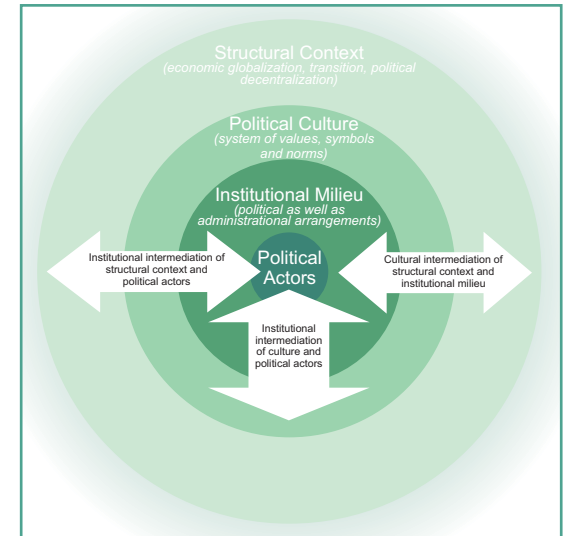 Structural Context
(economic globalization, transition, political
decentralization)
Political Culture
(system of values, symbols
and norms)
Institutional Milieu
(political as well as
administrational arrangements)
Political
Actors
Institutional intermediation of
structural context and
political actors
Cultural intermediation of
structural context and
institutional milieu
Institutional
intermediation
of culture and
political actors